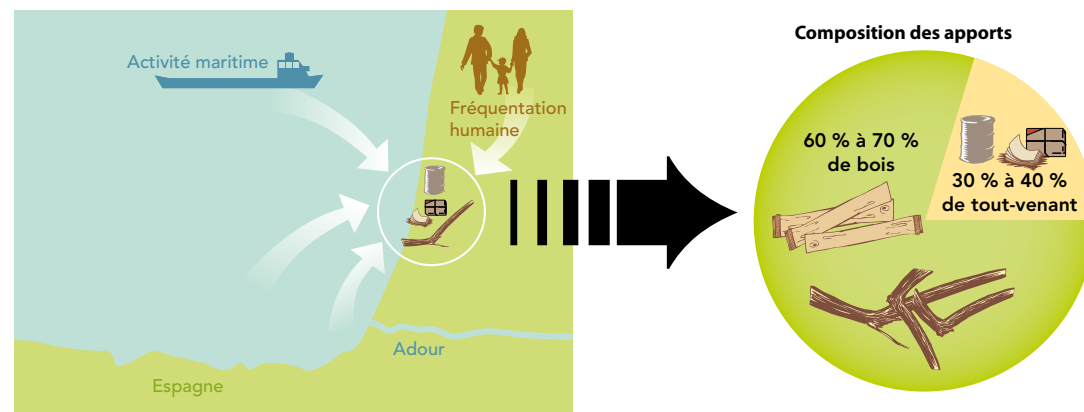 Activité maritime
Fréquentation
humaine
Adour
Espagne
Composition des apports
60 % à 70 %
de bois
30 % à 40 %
de tout-venant